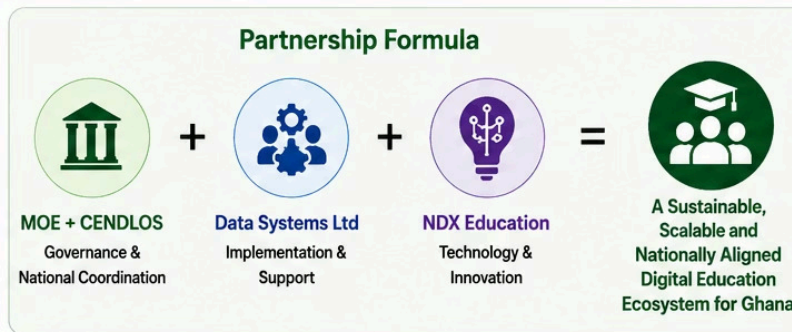 Partnership Formula
+ + =
MOE + CENDLOS
Governance &
National Coordination
Data Systems Ltd
Implementation &
Support
NDX Education
Technology &
Innovation
A Sustainable,
Scalable and
Nationally Aligned
Digital Education
Ecosystem for Ghana